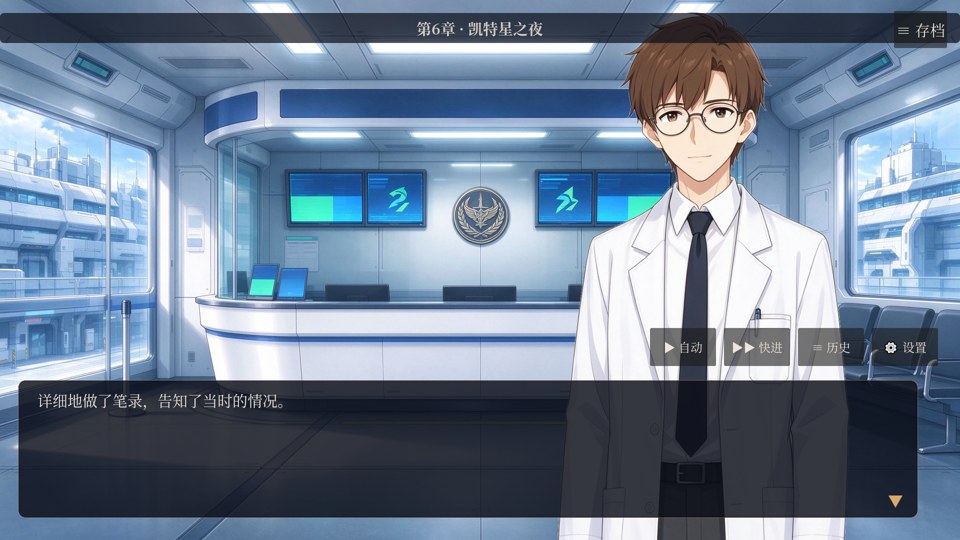 第6章 · 凯特星之夜
≡ 存档
▶ 自动
▶▶ 快进
≡ 历史
设置
详细地做了笔录，告知了当时的情况。